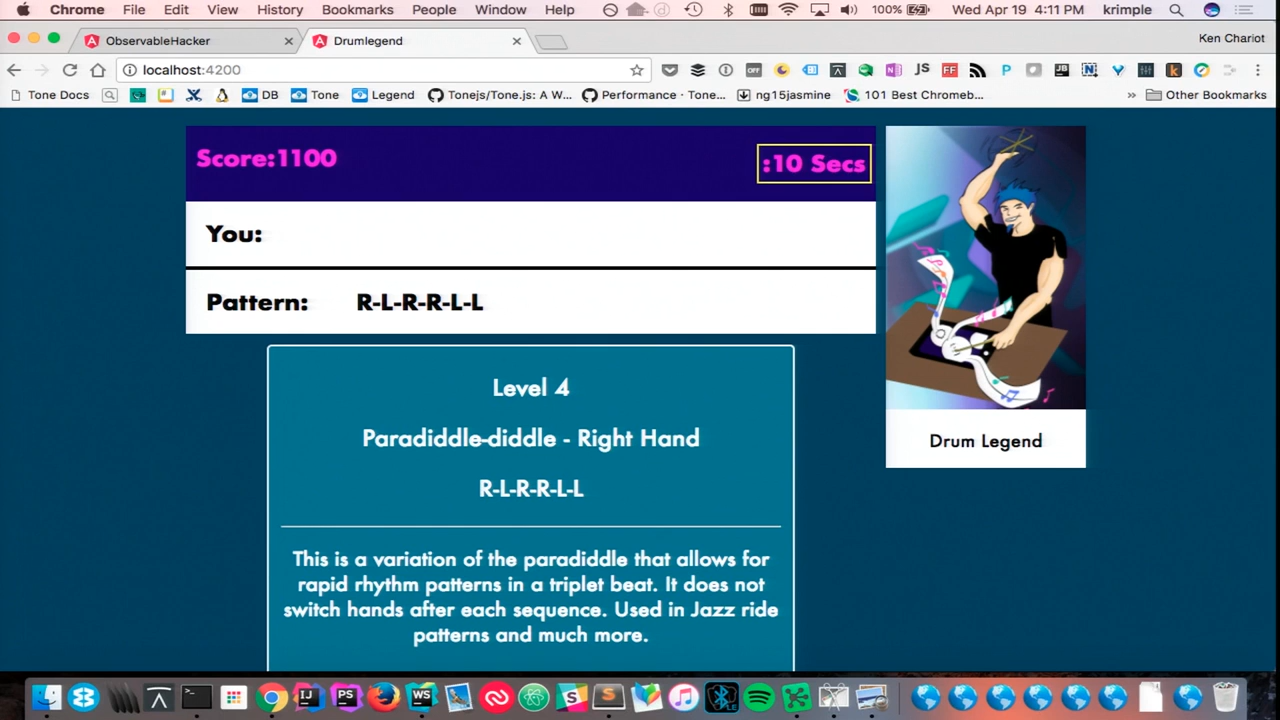 Chrome File Edit View History Bookmarks People Window Help 100% Wed Apr 19 4:11 PM krimple
ObservableHacker Drumlegend Ken Chariot
localhost:4200
Tone Docs DB Tone Legend Tonejs/Tone.js: A W... Performance · Tone... ng15jasmine 101 Best Chromeb... » Other Bookmarks
Score:1100 :10 Secs
You:
Pattern: R-L-R-R-L-L
Level 4
Paradiddle-diddle - Right Hand
R-L-R-R-L-L
This is a variation of the paradiddle that allows for
rapid rhythm patterns in a triplet beat. It does not
switch hands after each sequence. Used in Jazz ride
patterns and much more.
Drum Legend